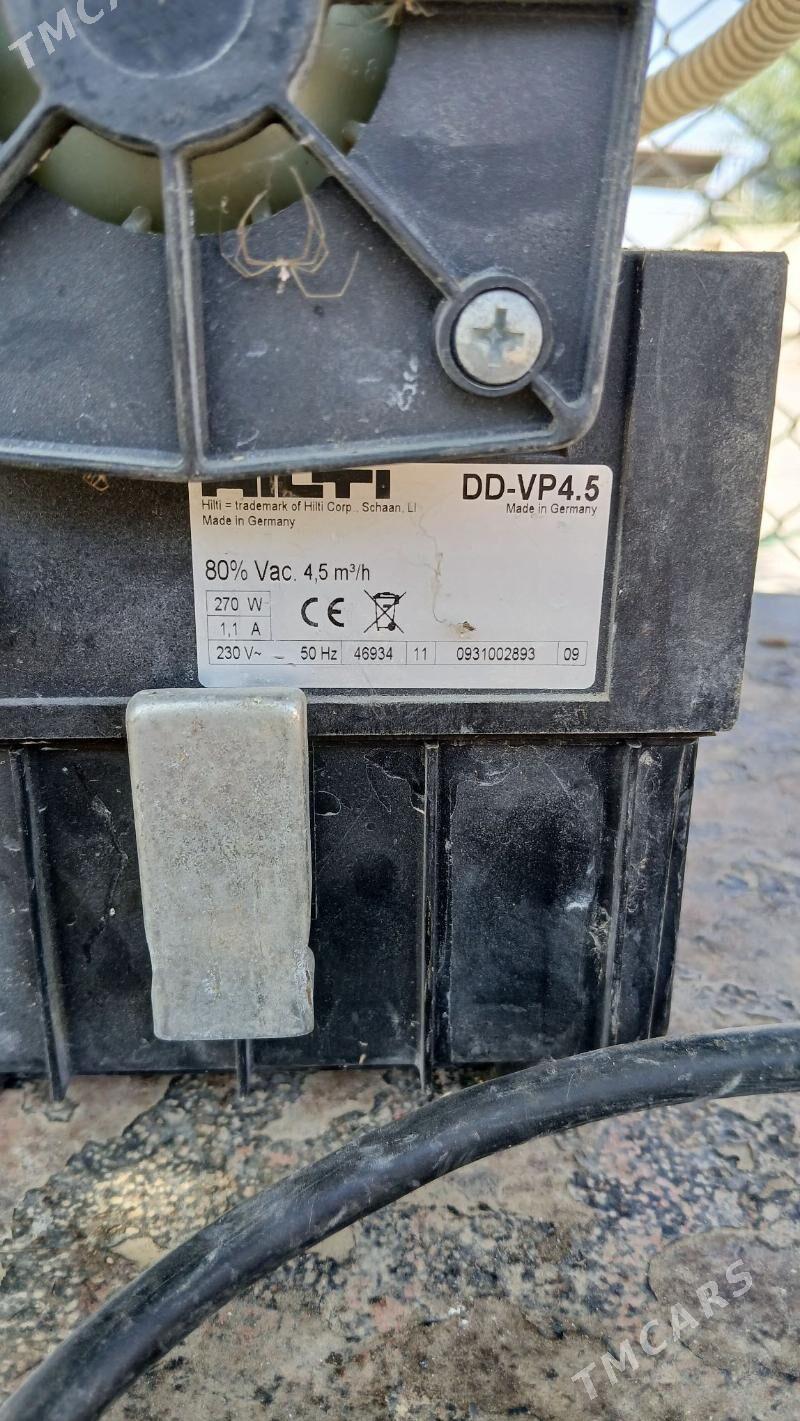 TMCARS
HILTI DD-VP4.5
Hilti = trademark of Hilti Corp., Schaan, LI Made in Germany
Made in Germany
80% Vac. 4,5 m³/h
270 W CE
1,1 A
230 V~ 50 Hz 46934 11 0931002893 09
TMCARS